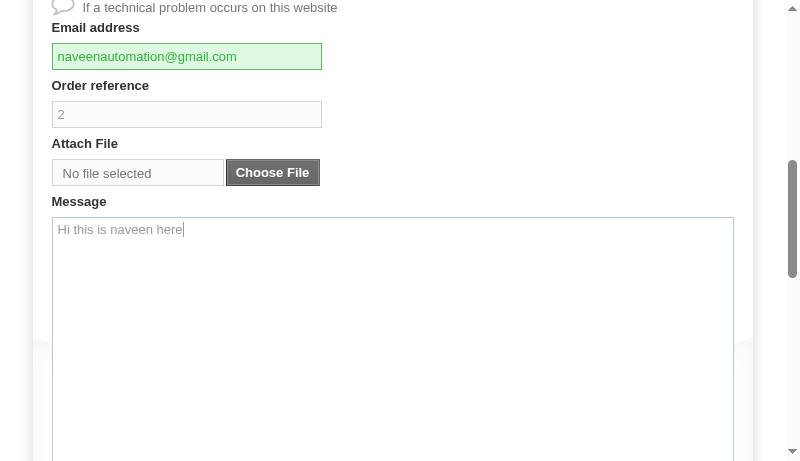 If a technical problem occurs on this website
Email address
naveenautomation@gmail.com
Order reference
2
Attach File
No file selected
Choose File
Message
Hi this is naveen here